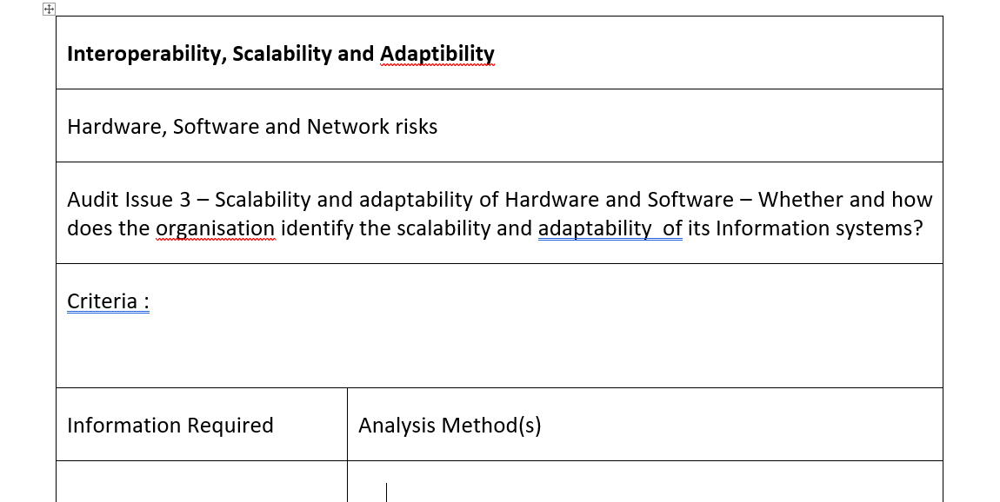 Interoperability, Scalability and Adaptibility
Hardware, Software and Network risks
Audit Issue 3 – Scalability and adaptability of Hardware and Software – Whether and how
does the organisation identify the scalability and adaptability  of its Information systems?
Criteria :
Information Required
Analysis Method(s)